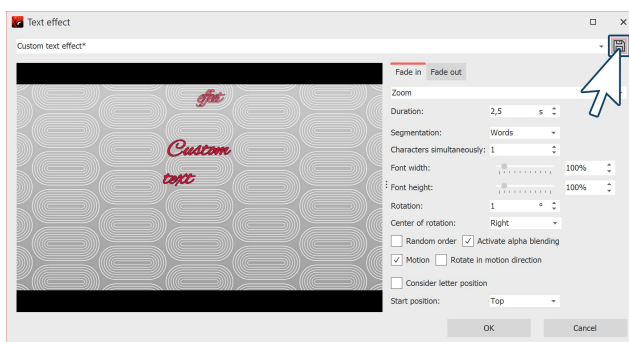 Text effect
Custom text effect*
Fade in Fade out
Zoom
Duration: 2,5 s
Segmentation: Words
Characters simultaneously: 1
Font width: 100%
Font height: 100%
Rotation: 1 °
Center of rotation: Right
Random order Activate alpha blending
Motion Rotate in motion direction
Consider letter position
Start position: Top
effect
Custom
text
OK Cancel